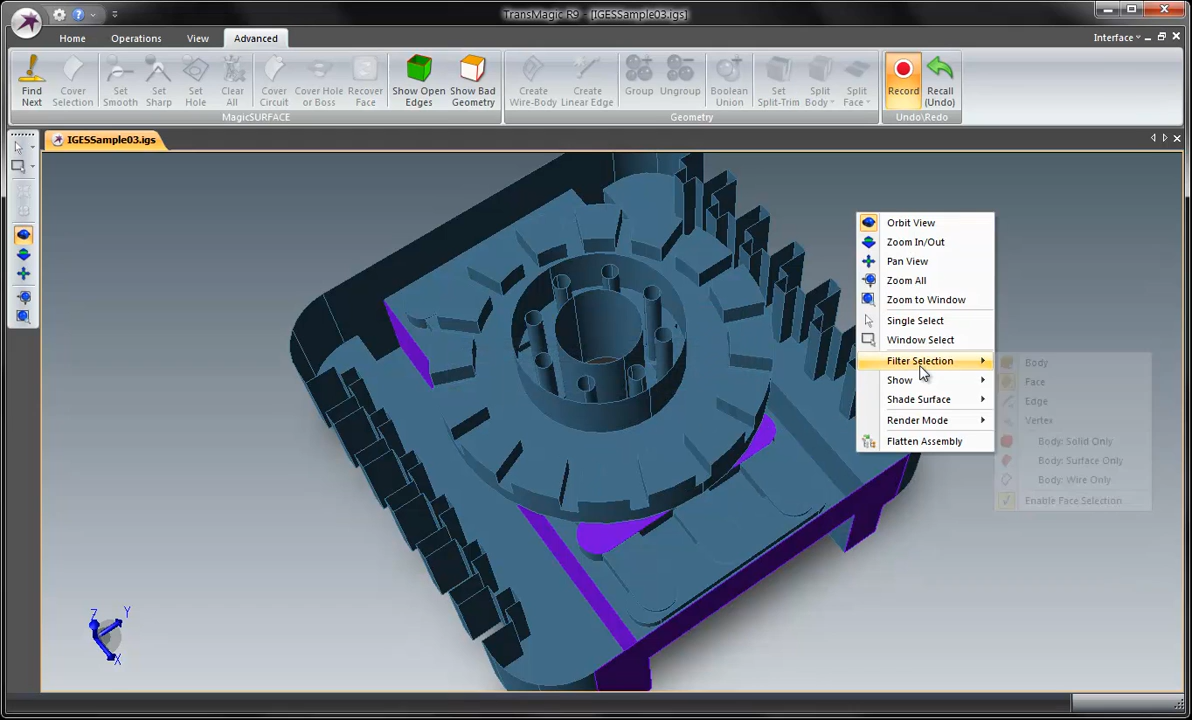 TransMagic R9 - [IGESSample03.igs]
Home Operations View Advanced Interface
Find Next
Cover Selection
Set Smooth
Set Sharp
Set Hole
Clear All
Cover Circuit
Cover Hole or Boss
Recover Face
Show Open Edges
Show Bad Geometry
Create Wire-Body
Create Linear Edge
Group
Ungroup
Boolean Union
Set Split-Trim
Split Body
Split Face
Record
Recall (Undo)
MagicSURFACE Geometry Undo\Redo
IGESSample03.igs
Orbit View
Zoom In/Out
Pan View
Zoom All
Zoom to Window
Single Select
Window Select
Filter Selection
Show
Shade Surface
Render Mode
Flatten Assembly
Body
Face
Edge
Vertex
Body: Solid Only
Body: Surface Only
Body: Wire Only
Enable Face Selection
Z
Y
X